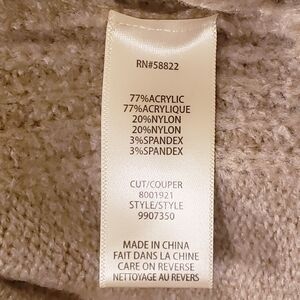 RN#58822
77%ACRYLIC
77%ACRYLIQUE
20%NYLON
20%NYLON
3%SPANDEX
3%SPANDEX
CUT/COUPER
8001921
STYLE/STYLE
9907350
MADE IN CHINA
FAIT DANS LA CHINE
CARE ON REVERSE
NETTOYAGE AU REVERS